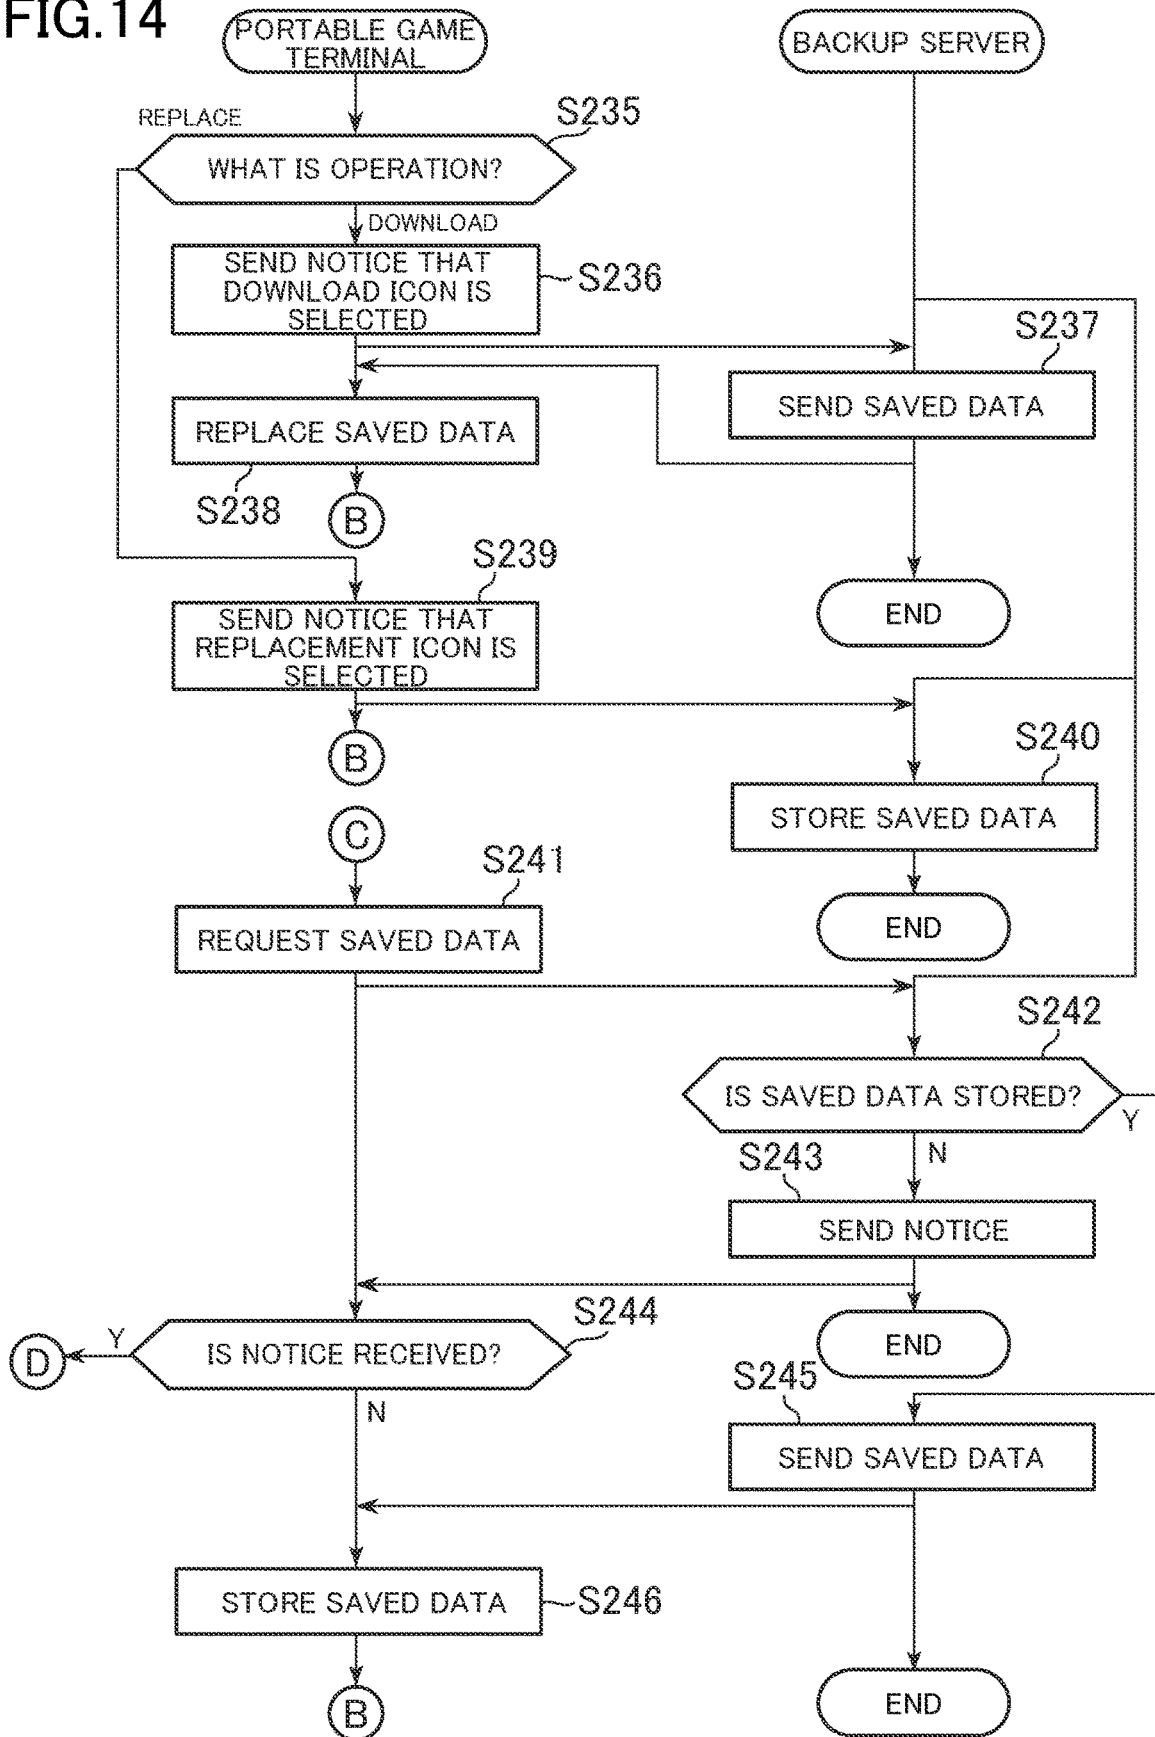 FIG.14
PORTABLE GAME
TERMINAL
BACKUP SERVER
REPLACE
S235
WHAT IS OPERATION?
DOWNLOAD
SEND NOTICE THAT
DOWNLOAD ICON IS
SELECTED
S236
S237
SEND SAVED DATA
REPLACE SAVED DATA
S238
B
S239
END
SEND NOTICE THAT
REPLACEMENT ICON IS
SELECTED
B
S240
STORE SAVED DATA
C
S241
END
REQUEST SAVED DATA
S242
IS SAVED DATA STORED?
Y
N
S243
SEND NOTICE
S244
END
Y
D
IS NOTICE RECEIVED?
N
S245
SEND SAVED DATA
STORE SAVED DATA
S246
B
END